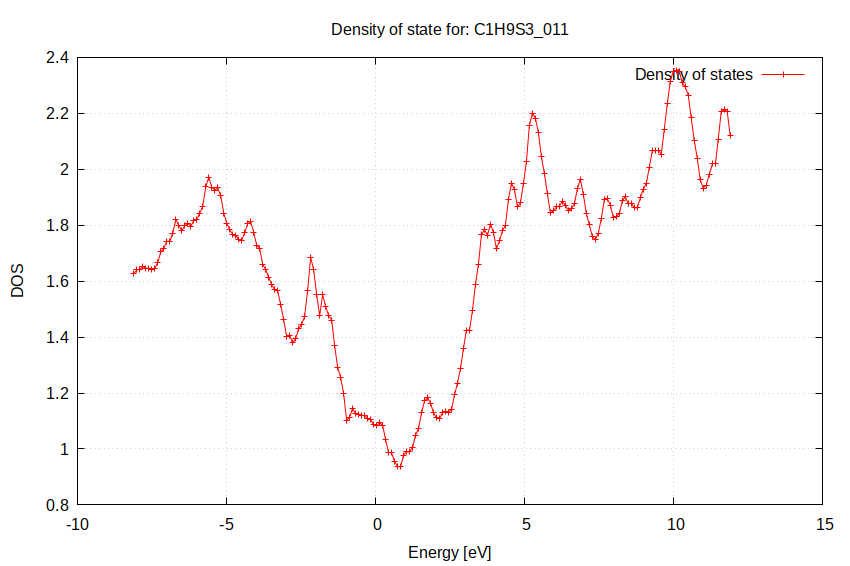 Density of state for: C1H9S3_011
Density of states
2.4
2.2
2
1.8
1.6
1.4
1.2
1
0.8
DOS
-10 -5 0 5 10 15
Energy [eV]